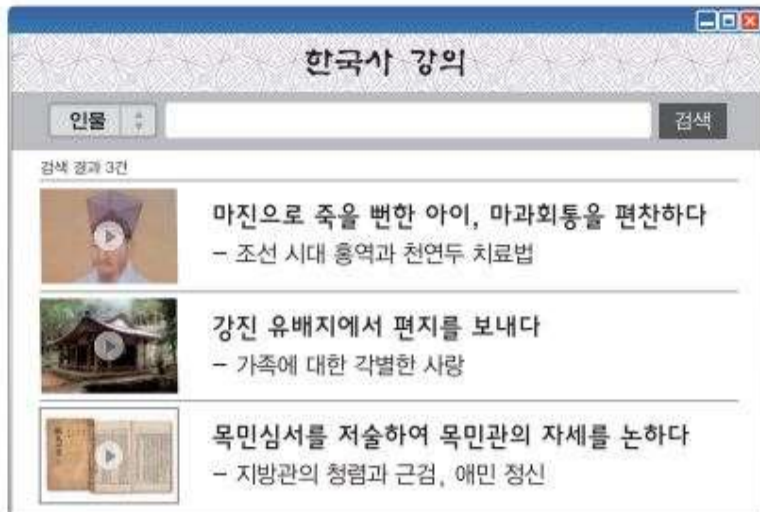 한국사 강의
인물
검색
검색 결과 3건
마진으로 죽을 뻔한 아이, 마과회통을 편찬하다
- 조선 시대 홍역과 천연두 치료법
강진 유배지에서 편지를 보내다
- 가족에 대한 각별한 사랑
목민심서를 저술하여 목민관의 자세를 논하다
- 지방관의 청렴과 근검, 애민 정신